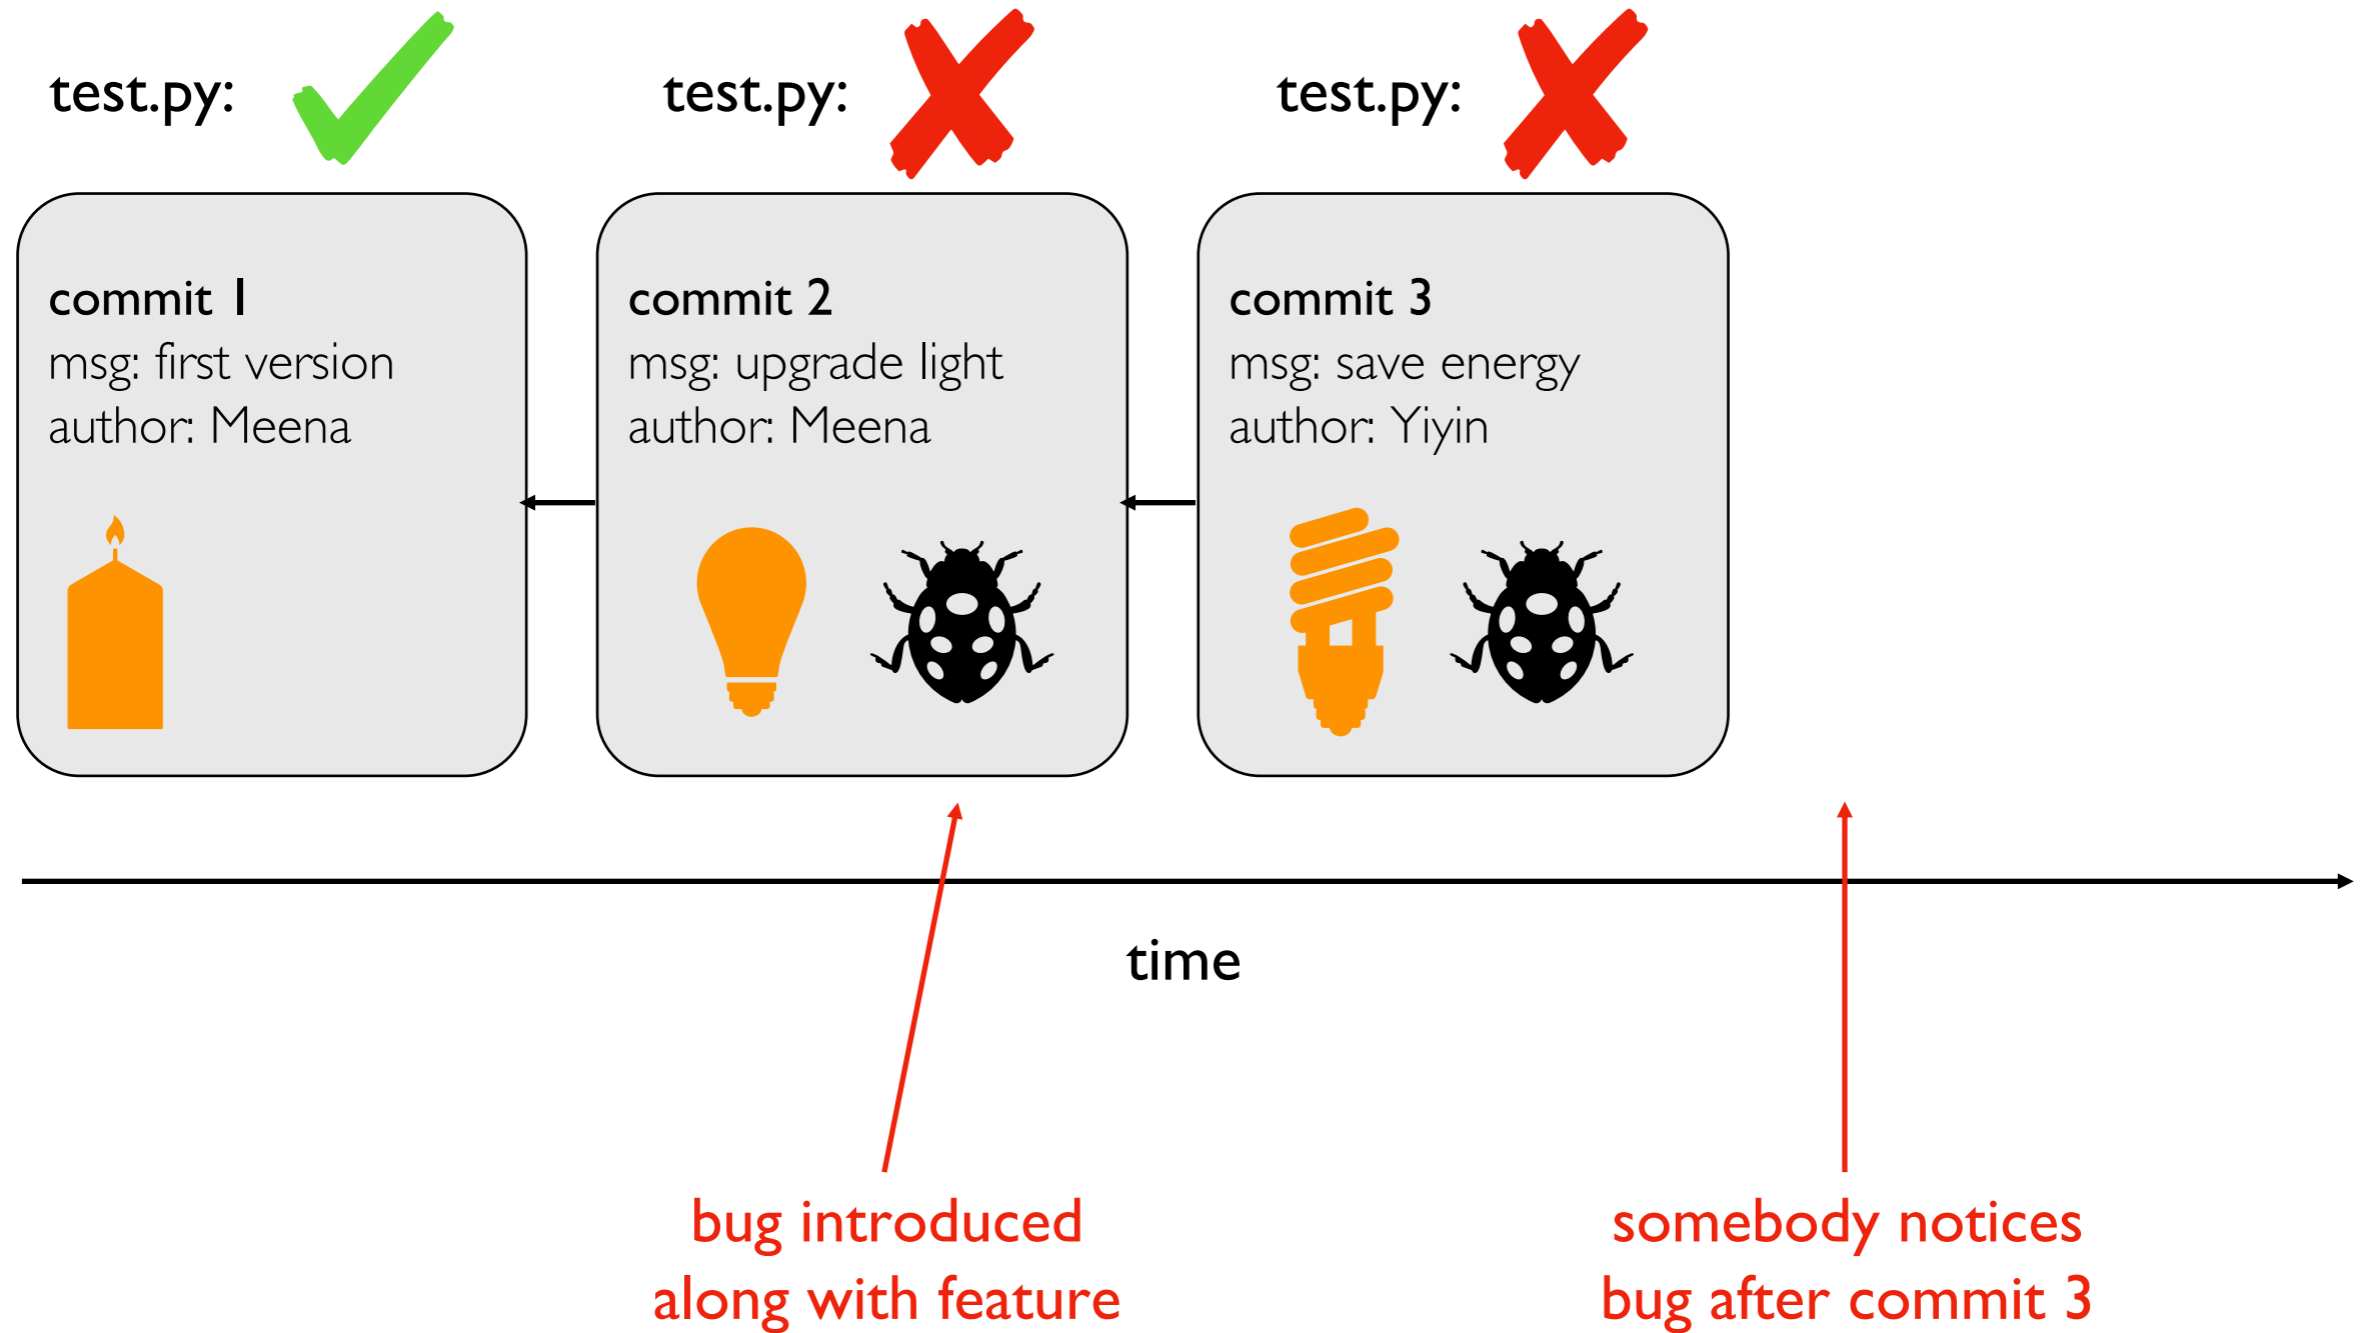 test.py:
test.py:
test.py:
commit 1
msg: first version
author: Meena
commit 2
msg: upgrade light
author: Meena
commit 3
msg: save energy
author: Yiyin
time
bug introduced
along with feature
somebody notices
bug after commit 3